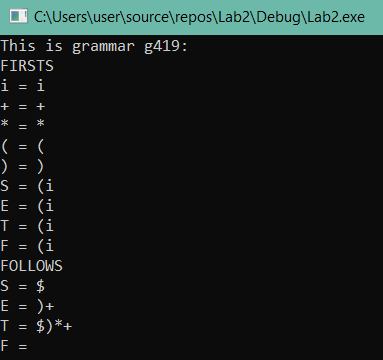 C:\Users\user\source\repos\Lab2\Debug\Lab2.exe
This is grammar g419:
FIRSTS
i = i
+ = +
* = *
( = (
) = )
S = (i
E = (i
T = (i
F = (i
FOLLOWS
S = $
E = )+
T = $)*+
F =